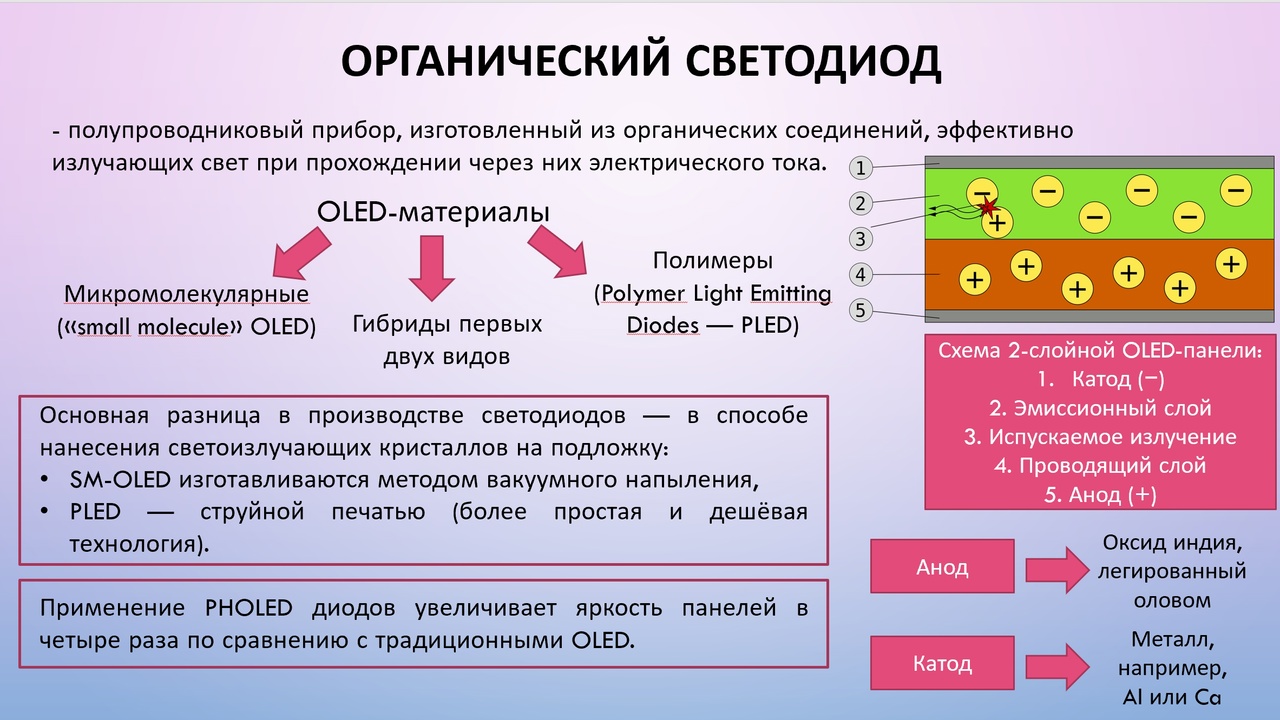 ОРГАНИЧЕСКИЙ СВЕТОДИОД
- полупроводниковый прибор, изготовленный из органических соединений, эффективно
излучающих свет при прохождении через них электрического тока.
OLED-материалы
Микромолекулярные
(«small molecule» OLED)
Гибриды первых
двух видов
Полимеры
(Polymer Light Emitting
Diodes — PLED)
Основная разница в производстве светодиодов — в способе
нанесения светоизлучающих кристаллов на подложку:
• SM-OLED изготавливаются методом вакуумного напыления,
• PLED — струйной печатью (более простая и дешёвая
технология).
Применение PHOLED диодов увеличивает яркость панелей в
четыре раза по сравнению с традиционными OLED.
1
2
3
4
5
− − − − − −
+
+ + + + + +
Схема 2-слойной OLED-панели:
1. Катод (−)
2. Эмиссионный слой
3. Испускаемое излучение
4. Проводящий слой
5. Анод (+)
Анод
Оксид индия,
легированный
оловом
Катод
Металл,
например,
Al или Ca